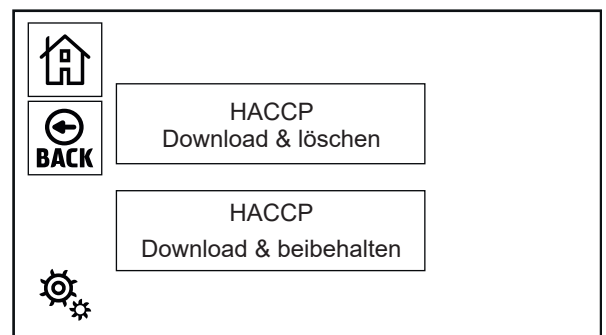 HACCP
Download & löschen
BACK
HACCP
Download & beibehalten